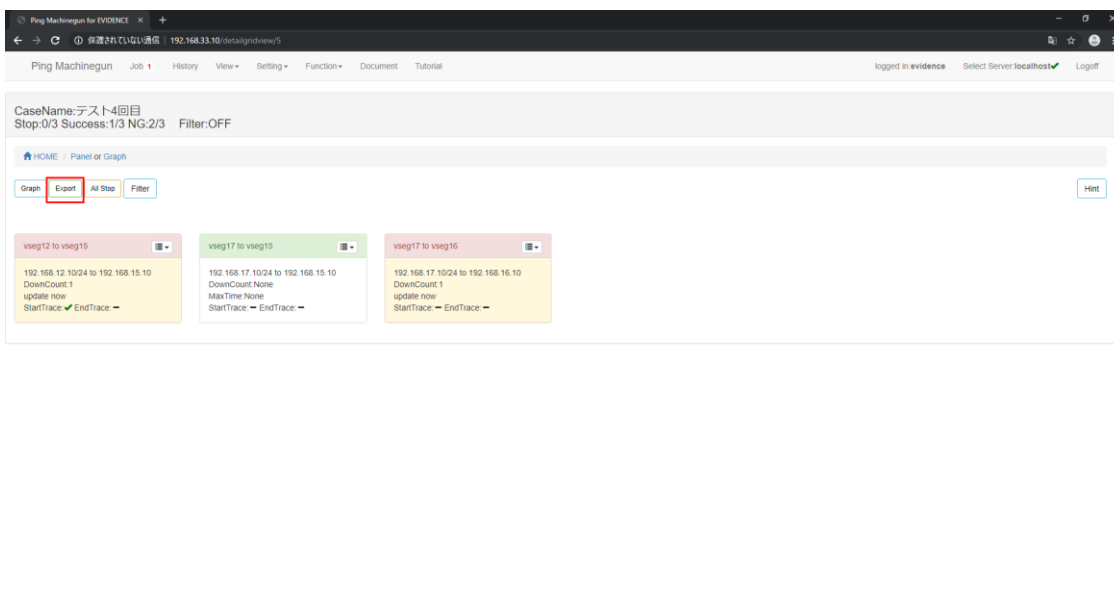 Ping Machinegun for EVIDENCE × +
保護されていない通信 | 192.168.33.10/detailgridview/5
Ping Machinegun Job 1 History View Setting Function Document Tutorial logged in:evidence Select Server:localhost Logoff
CaseName:テスト4回目
Stop:0/3 Success:1/3 NG:2/3 Filter:OFF
HOME / Panel or Graph
Graph Export All Stop Filter Hint
vseg12 to vseg15
192.168.12.10/24 to 192.168.15.10
DownCount:1
update now
StartTrace: EndTrace:
vseg17 to vseg15
192.168.17.10/24 to 192.168.15.10
DownCount:None
MaxTime:None
StartTrace: EndTrace:
vseg17 to vseg16
192.168.17.10/24 to 192.168.16.10
DownCount:1
update now
StartTrace: EndTrace: